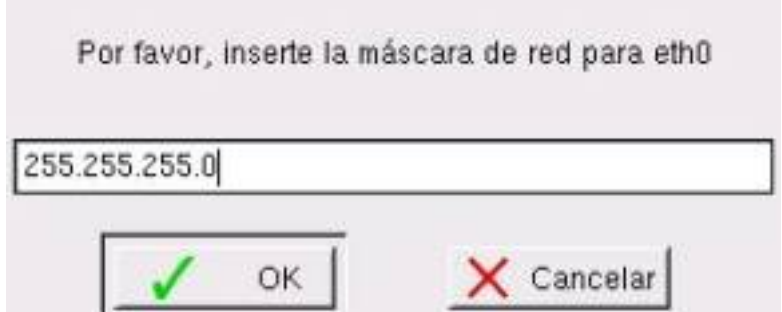 Por favor, inserte la máscara de red para eth0
255.255.255.0
OK Cancelar